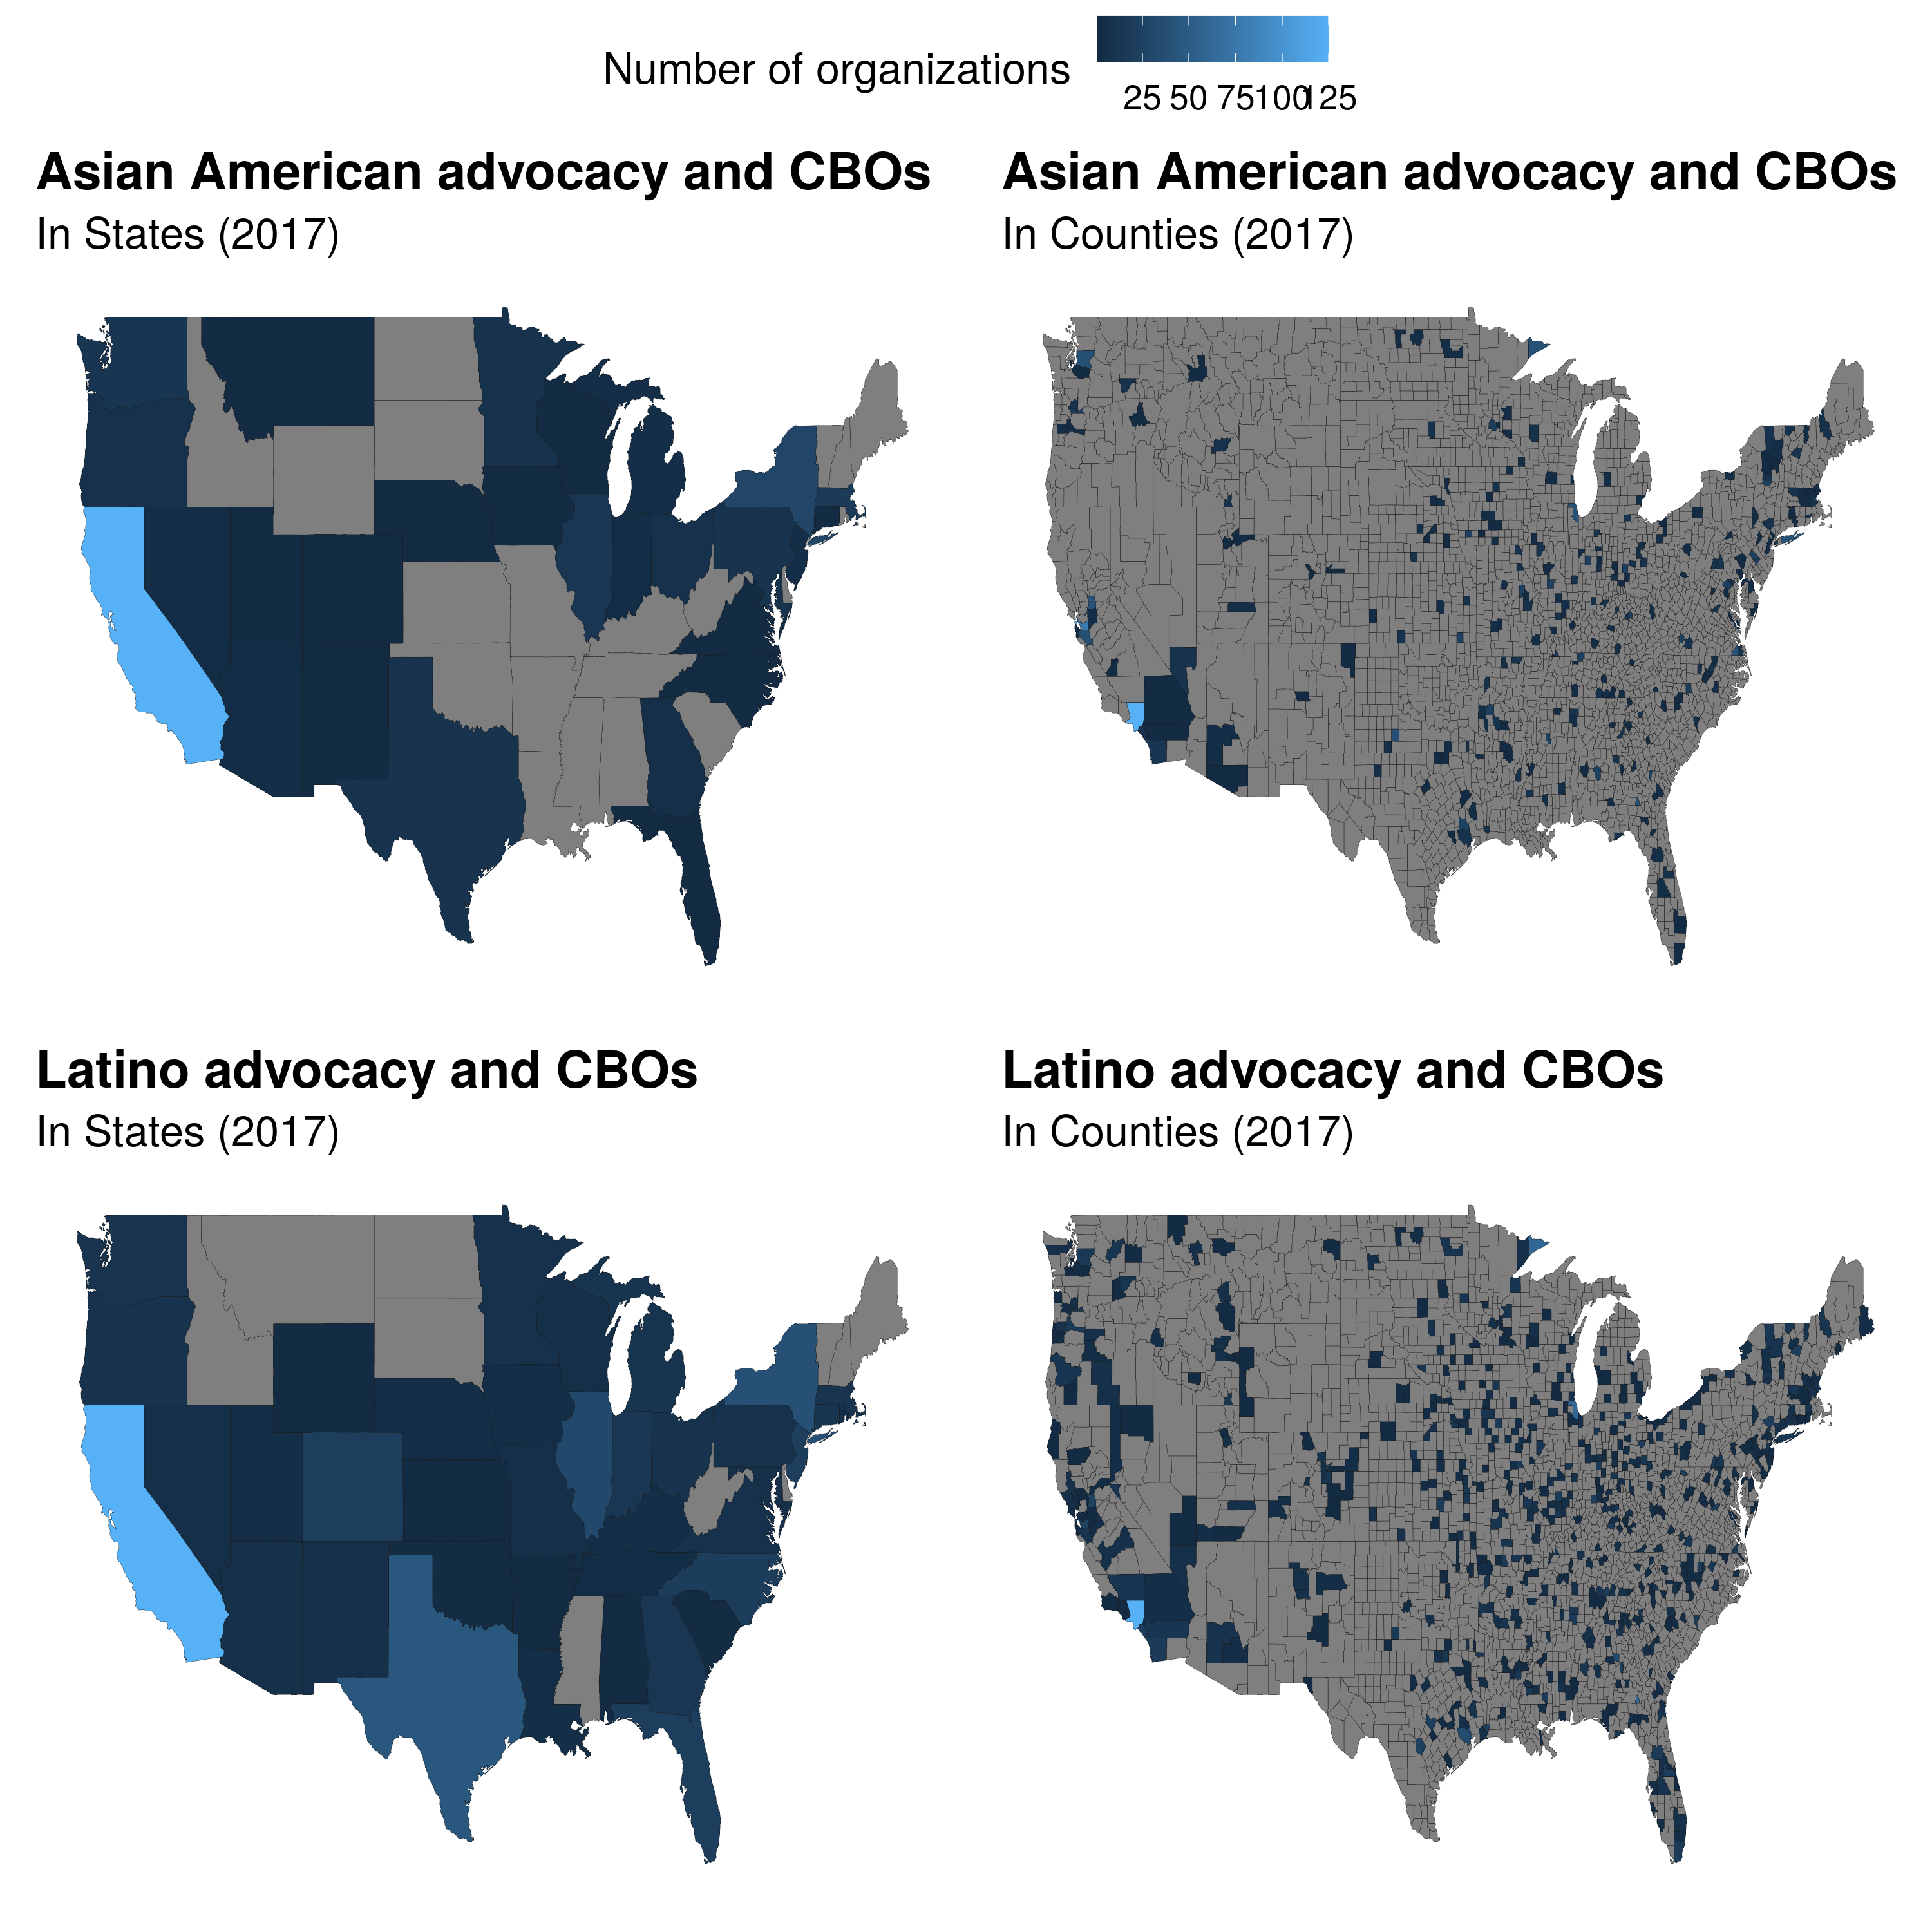 Number of organizations
25 50 75 100 125
Asian American advocacy and CBOs
In States (2017)
Asian American advocacy and CBOs
In Counties (2017)
Latino advocacy and CBOs
In States (2017)
Latino advocacy and CBOs
In Counties (2017)